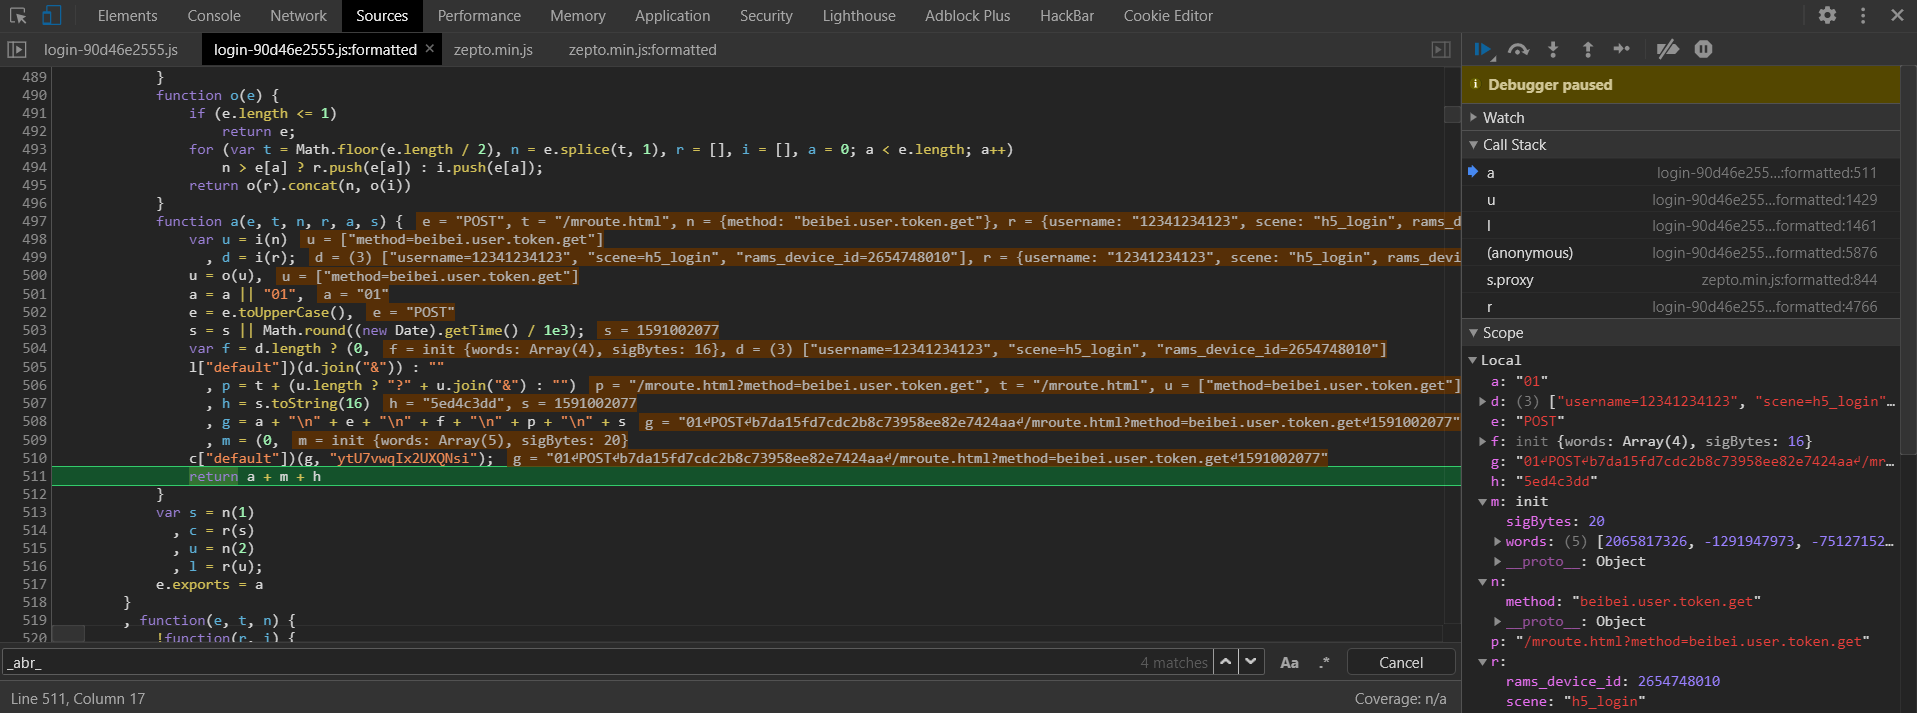 Elements Console Network Sources Performance Memory Application Security Lighthouse Adblock Plus HackBar Cookie Editor
login-90d46e2555.js login-90d46e2555.js:formatted × zepto.min.js zepto.min.js:formatted
489 }
490 function o(e) {
491 if (e.length <= 1)
492 return e;
493 for (var t = Math.floor(e.length / 2), n = e.splice(t, 1), r = [], i = [], a = 0; a < e.length; a++)
494 n > e[a] ? r.push(e[a]) : i.push(e[a]);
495 return o(r).concat(n, o(i))
496 }
497 function a(e, t, n, r, a, s) { e = "POST", t = "/mroute.html", n = {method: "beibei.user.token.get"}, r = {username: "12341234123", scene: "h5_login", rams_d
498 var u = i(n) u = ["method=beibei.user.token.get"]
499 , d = i(r); d = (3) ["username=12341234123", "scene=h5_login", "rams_device_id=2654748010"], r = {username: "12341234123", scene: "h5_login", rams_devi
500 u = o(u), u = ["method=beibei.user.token.get"]
501 a = a || "01", a = "01"
502 e = e.toUpperCase(), e = "POST"
503 s = s || Math.round((new Date).getTime() / 1e3); s = 1591002077
504 var f = d.length ? (0, f = init {words: Array(4), sigBytes: 16}, d = (3) ["username=12341234123", "scene=h5_login", "rams_device_id=2654748010"]
505 l["default"])(d.join("&")) : ""
506 , p = t + (u.length ? "?" + u.join("&") : "") p = "/mroute.html?method=beibei.user.token.get", t = "/mroute.html", u = ["method=beibei.user.token.get"]
507 , h = s.toString(16) h = "5ed4c3dd", s = 1591002077
508 , g = a + "\n" + e + "\n" + f + "\n" + p + "\n" + s g = "01↵POST↵b7da15fd7cdc2b8c73958ee82e7424aa↵/mroute.html?method=beibei.user.token.get↵1591002077"
509 , m = (0, m = init {words: Array(5), sigBytes: 20}
510 c["default"])(g, "ytU7vwqIx2UXQNsi"); g = "01↵POST↵b7da15fd7cdc2b8c73958ee82e7424aa↵/mroute.html?method=beibei.user.token.get↵1591002077"
511 return a + m + h
512 }
513 var s = n(1)
514 , c = r(s)
515 , u = n(2)
516 , l = r(u);
517 e.exports = a
518 }
519 , function(e, t, n) {
520 !function(r, i) {
_abr_ 4 matches Aa .* Cancel
Line 511, Column 17 Coverage: n/a
Debugger paused
Watch
Call Stack
a login-90d46e255...:formatted:511
u login-90d46e255...formatted:1429
l login-90d46e255...formatted:1461
(anonymous) login-90d46e255...formatted:5876
s.proxy zepto.min.js:formatted:844
r login-90d46e255...formatted:4766
Scope
Local
a: "01"
d: (3) ["username=12341234123", "scene=h5_login"…
e: "POST"
f: init {words: Array(4), sigBytes: 16}
g: "01↵POST↵b7da15fd7cdc2b8c73958ee82e7424aa↵/mr…
h: "5ed4c3dd"
m: init
sigBytes: 20
words: (5) [2065817326, -1291947973, -75127152…
__proto__: Object
n:
method: "beibei.user.token.get"
__proto__: Object
p: "/mroute.html?method=beibei.user.token.get"
r:
rams_device_id: 2654748010
scene: "h5_login"